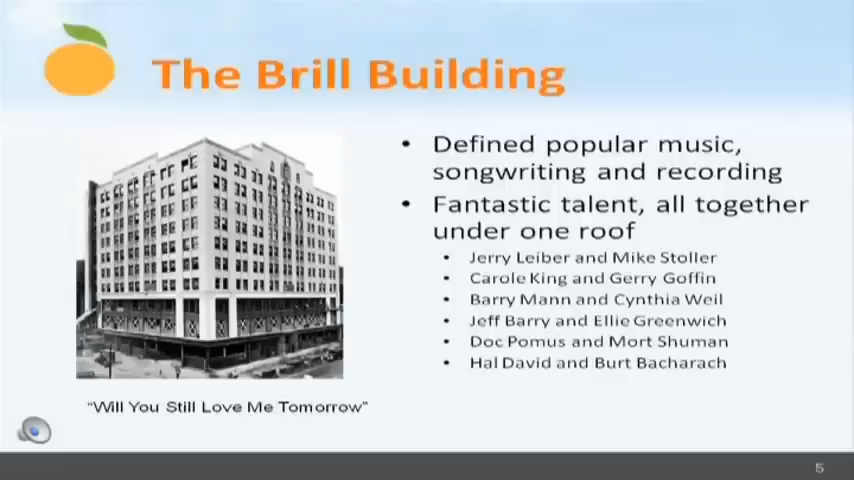 The Brill Building
• Defined popular music,
songwriting and recording
• Fantastic talent, all together
under one roof
• Jerry Leiber and Mike Stoller
• Carole King and Gerry Goffin
• Barry Mann and Cynthia Weil
• Jeff Barry and Ellie Greenwich
• Doc Pomus and Mort Shuman
• Hal David and Burt Bacharach
“Will You Still Love Me Tomorrow”
5